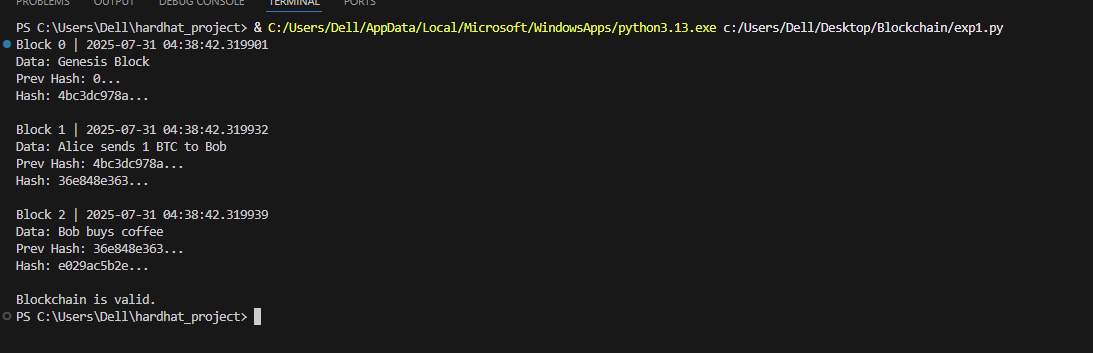 PROBLEMS OUTPUT DEBUG CONSOLE TERMINAL PORTS
PS C:\Users\Dell\hardhat_project> & C:/Users/Dell/AppData/Local/Microsoft/WindowsApps/python3.13.exe c:/Users/Dell/Desktop/Blockchain/exp1.py
Block 0 | 2025-07-31 04:38:42.319901
Data: Genesis Block
Prev Hash: 0...
Hash: 4bc3dc978a...
Block 1 | 2025-07-31 04:38:42.319932
Data: Alice sends 1 BTC to Bob
Prev Hash: 4bc3dc978a...
Hash: 36e848e363...
Block 2 | 2025-07-31 04:38:42.319939
Data: Bob buys coffee
Prev Hash: 36e848e363...
Hash: e029ac5b2e...
Blockchain is valid.
PS C:\Users\Dell\hardhat_project>